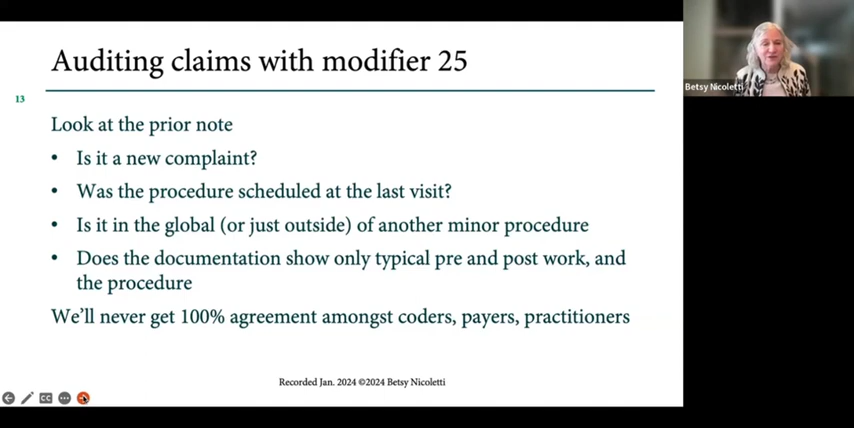 Auditing claims with modifier 25
13
Look at the prior note
• Is it a new complaint?
• Was the procedure scheduled at the last visit?
• Is it in the global (or just outside) of another minor procedure
• Does the documentation show only typical pre and post work, and
the procedure
We'll never get 100% agreement amongst coders, payers, practitioners
Recorded Jan. 2024 ©2024 Betsy Nicoletti
CC
Betsy Nicoletti